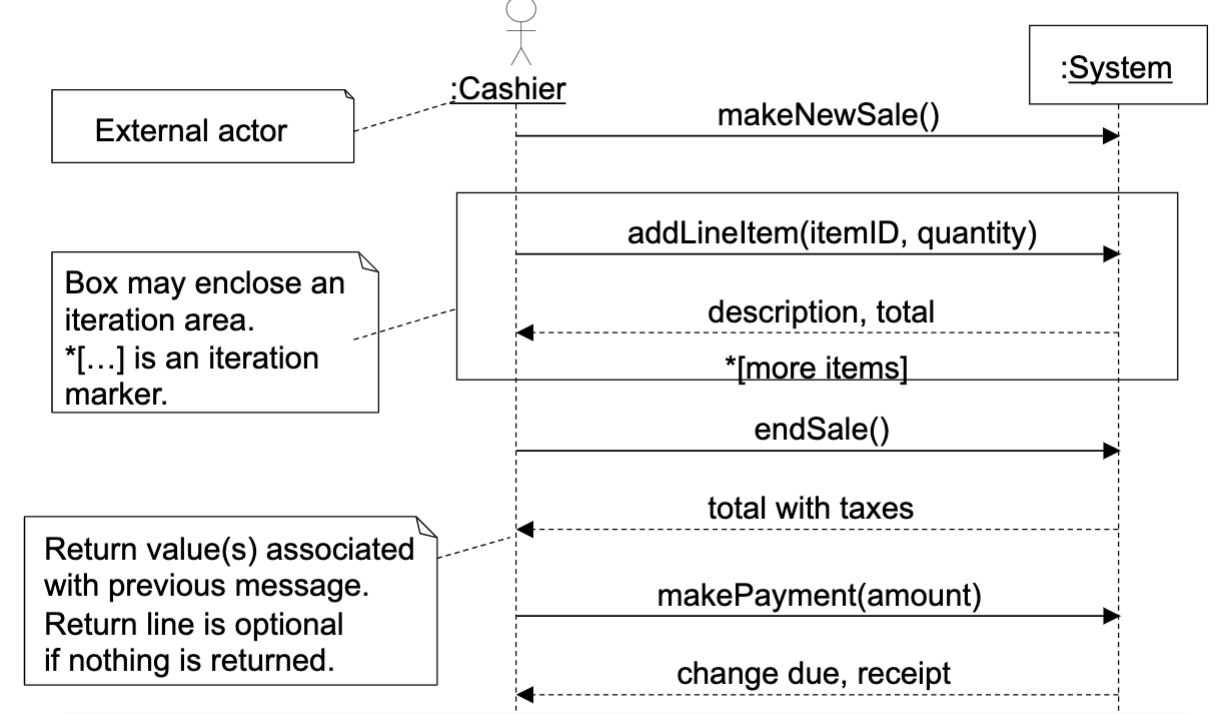 :Cashier
:System
External actor
makeNewSale()
addLineItem(itemID, quantity)
Box may enclose an
iteration area.
*[…] is an iteration
marker.
description, total
*[more items]
endSale()
total with taxes
Return value(s) associated
with previous message.
Return line is optional
if nothing is returned.
makePayment(amount)
change due, receipt